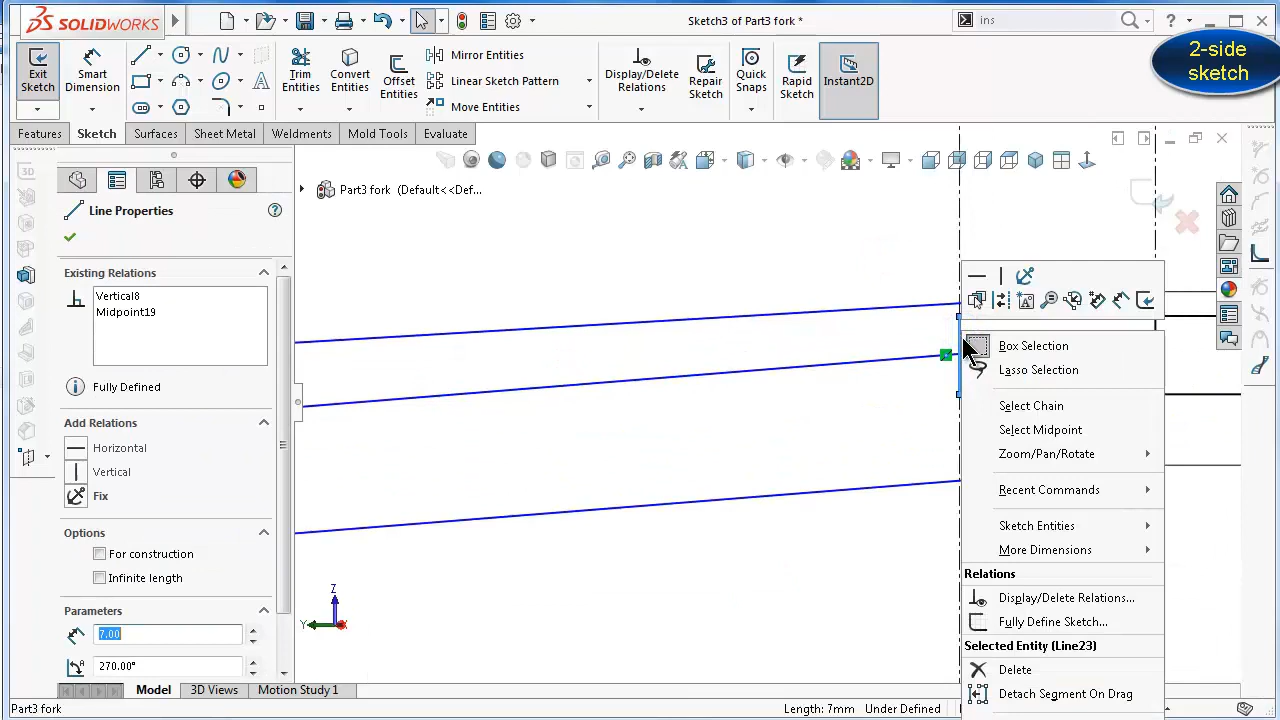 SOLIDWORKS
Sketch3 of Part3 fork *
ins
2-side
sketch
Exit
Sketch
Smart
Dimension
Trim
Entities
Convert
Entities
Offset
Entities
Mirror Entities
Linear Sketch Pattern
Move Entities
Display/Delete
Relations
Repair
Sketch
Quick
Snaps
Rapid
Sketch
Instant2D
Features
Sketch
Surfaces
Sheet Metal
Weldments
Mold Tools
Evaluate
Part3 fork (Default<<Def...
Line Properties
Existing Relations
Vertical8
Midpoint19
Fully Defined
Add Relations
Horizontal
Vertical
Fix
Options
For construction
Infinite length
Parameters
7.00
270.00°
Box Selection
Lasso Selection
Select Chain
Select Midpoint
Zoom/Pan/Rotate
Recent Commands
Sketch Entities
More Dimensions
Relations
Display/Delete Relations...
Fully Define Sketch...
Selected Entity (Line23)
Delete
Detach Segment On Drag
Z
Y
X
Model
3D Views
Motion Study 1
Part3 fork
Length: 7mm
Under Defined